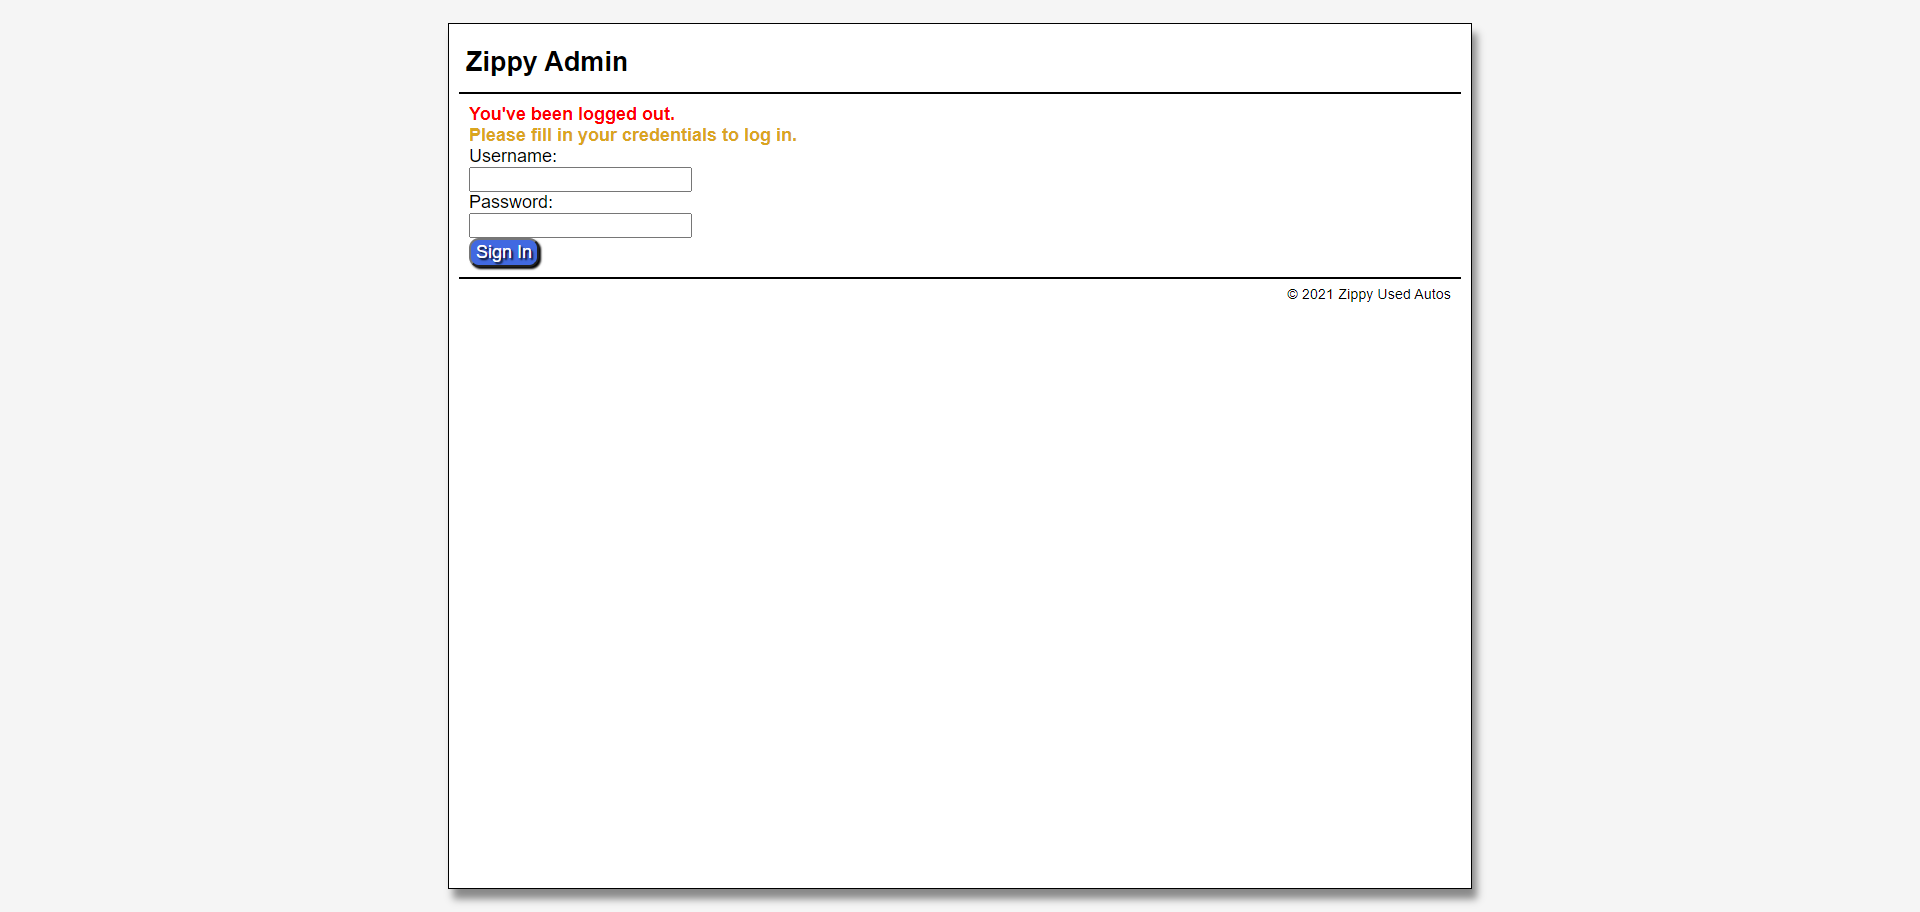 Zippy Admin
You've been logged out.
Please fill in your credentials to log in.
Username:
Password:
Sign In
© 2021 Zippy Used Autos